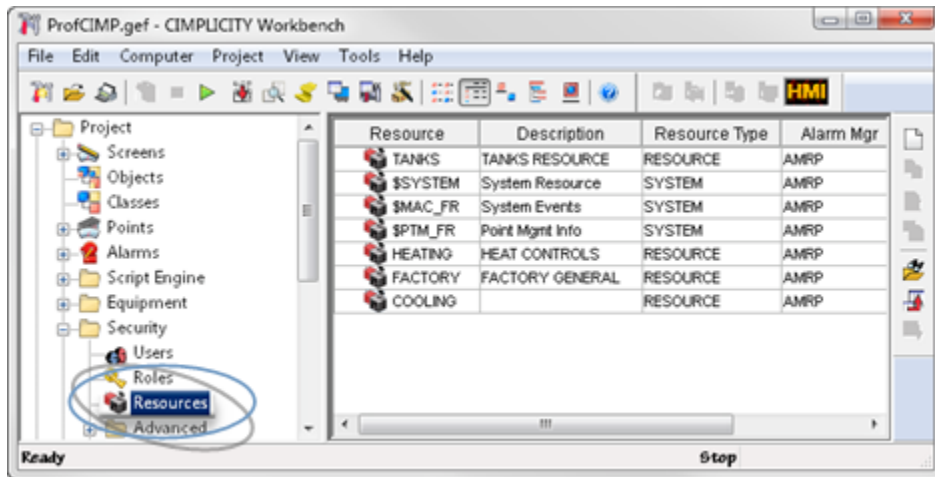 ProfCIMP.gef - CIMPLICITY Workbench
File Edit Computer Project View Tools Help
HMI
Project
Screens
Objects
Classes
Points
Alarms
Script Engine
Equipment
Security
Users
Roles
Resources
Advanced
Resource Description Resource Type Alarm Mgr
TANKS TANKS RESOURCE RESOURCE AMRP
$SYSTEM System Resource SYSTEM AMRP
$MAC_FR System Events SYSTEM AMRP
$PTM_FR Point Mgmt Info SYSTEM AMRP
HEATING HEAT CONTROLS RESOURCE AMRP
FACTORY FACTORY GENERAL RESOURCE AMRP
COOLING RESOURCE AMRP
Ready Stop